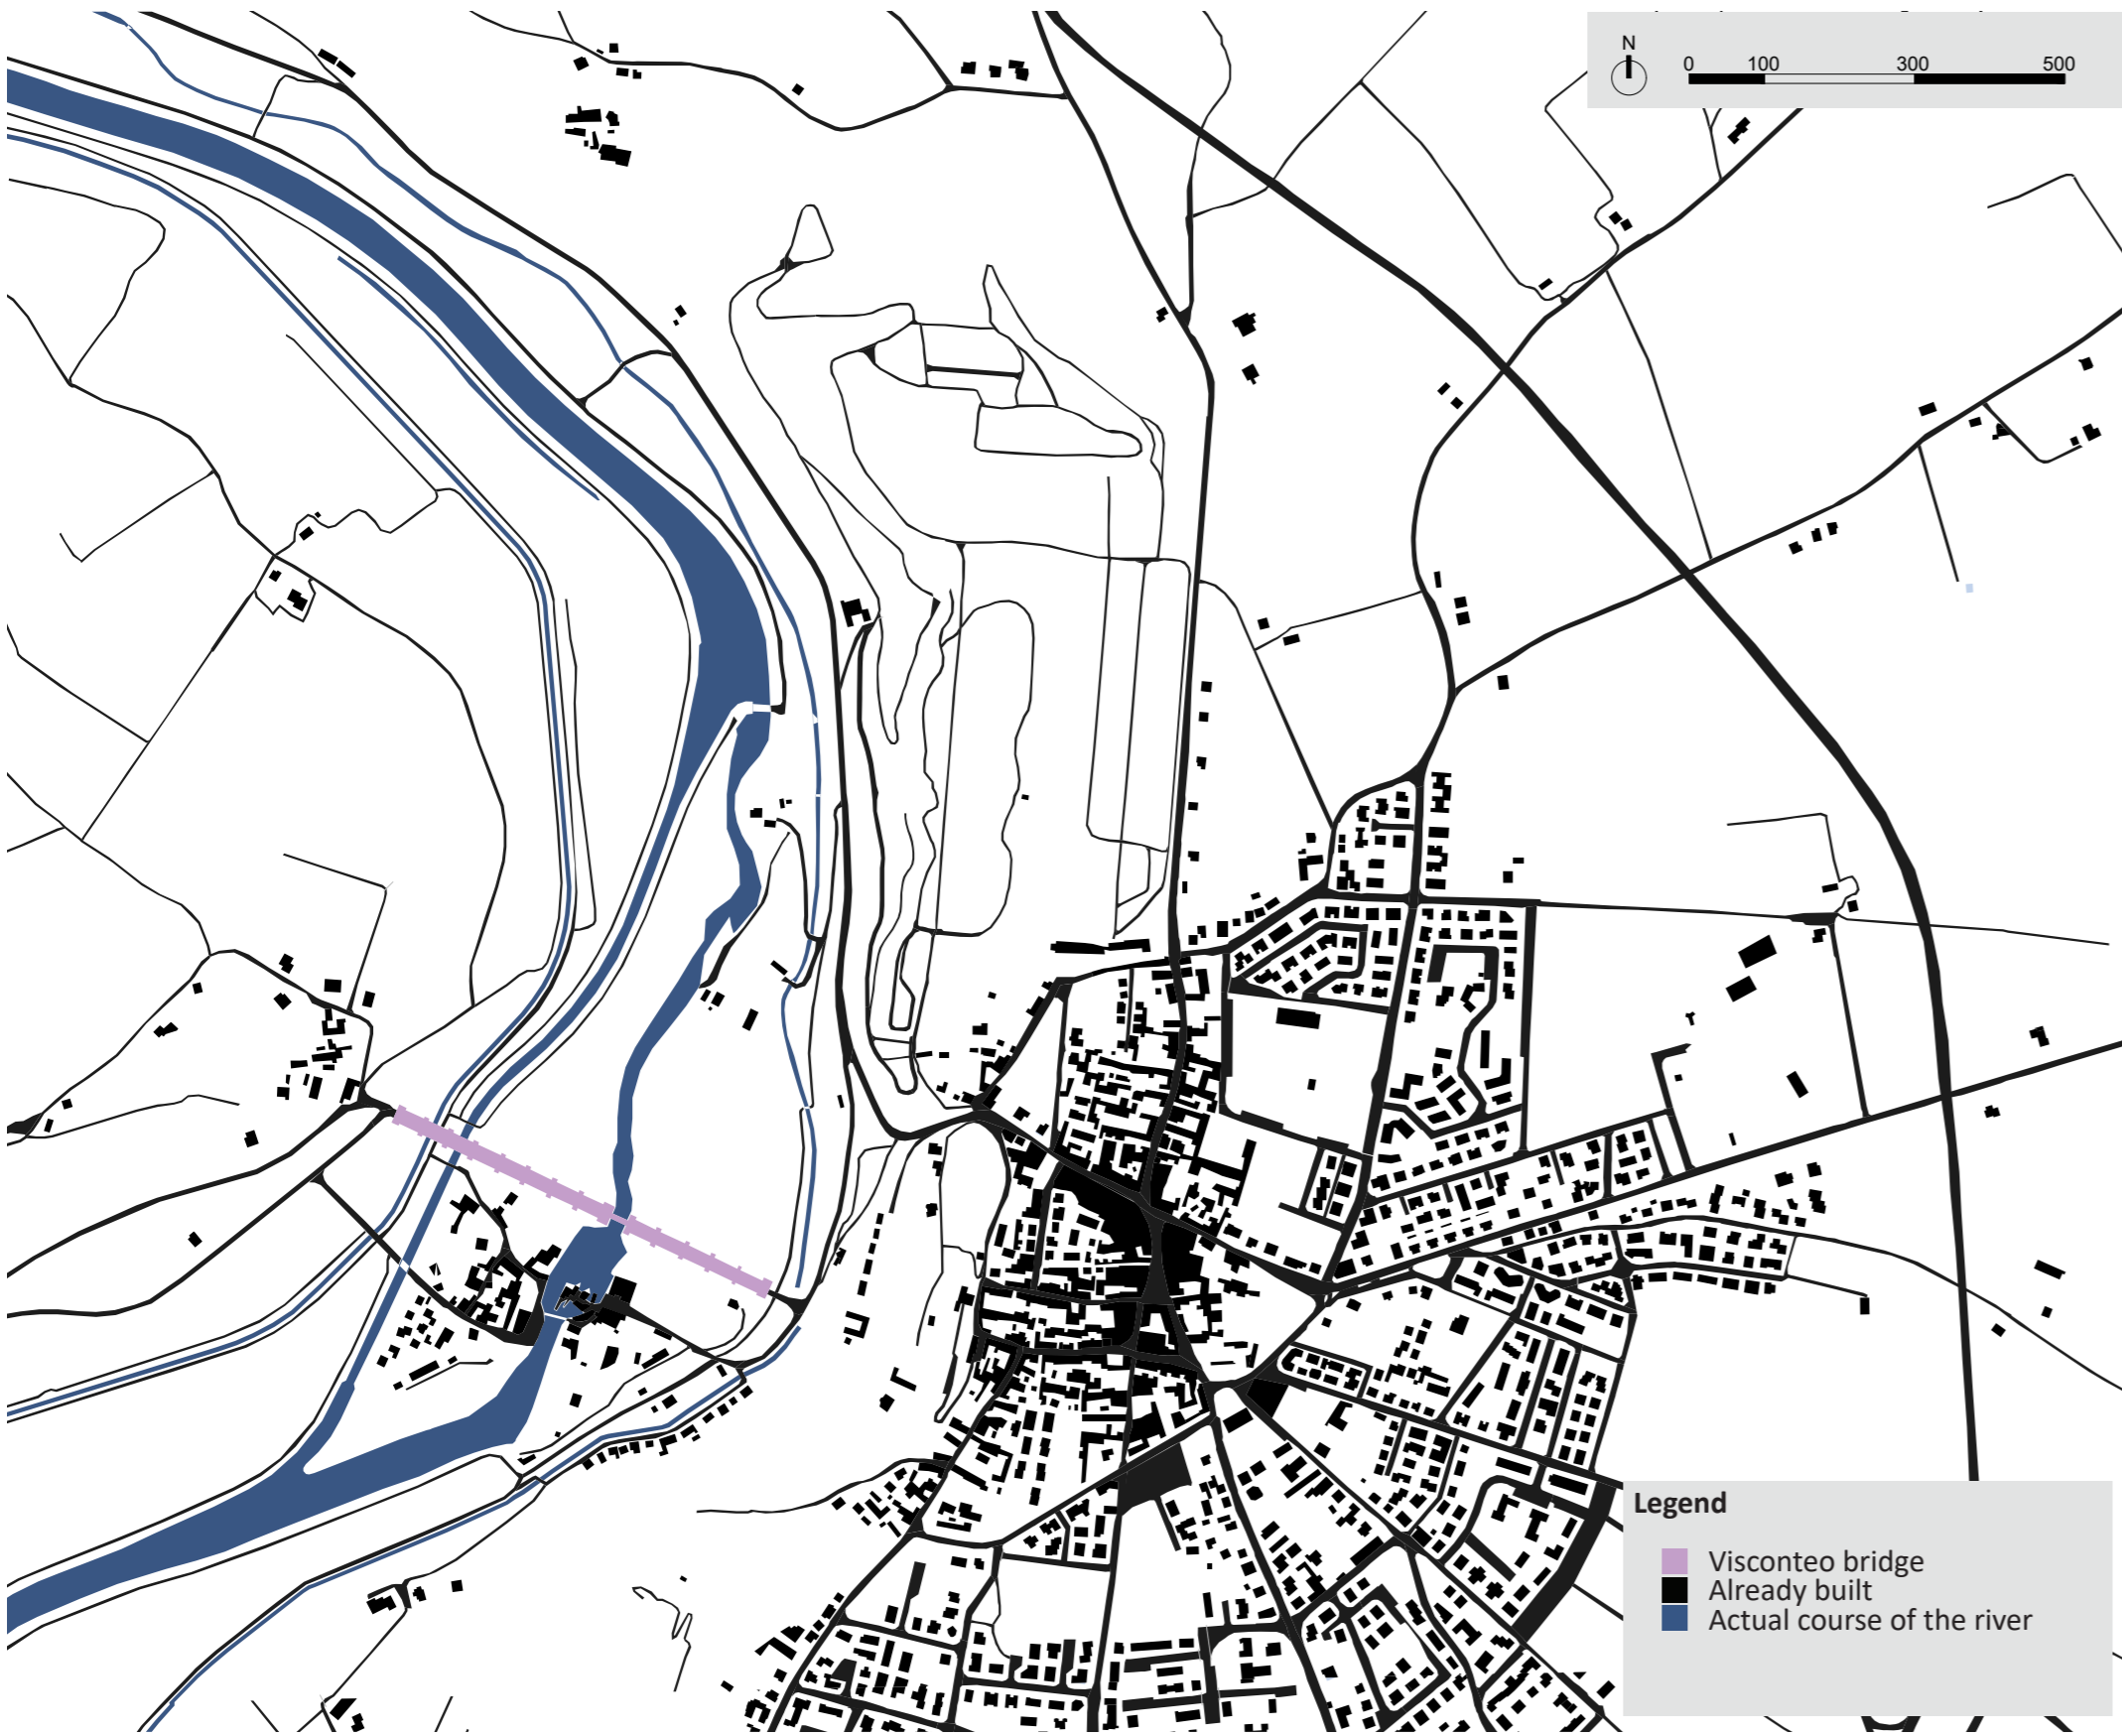 N
0 100 300 500
Legend
Visconteo bridge
Already built
Actual course of the river